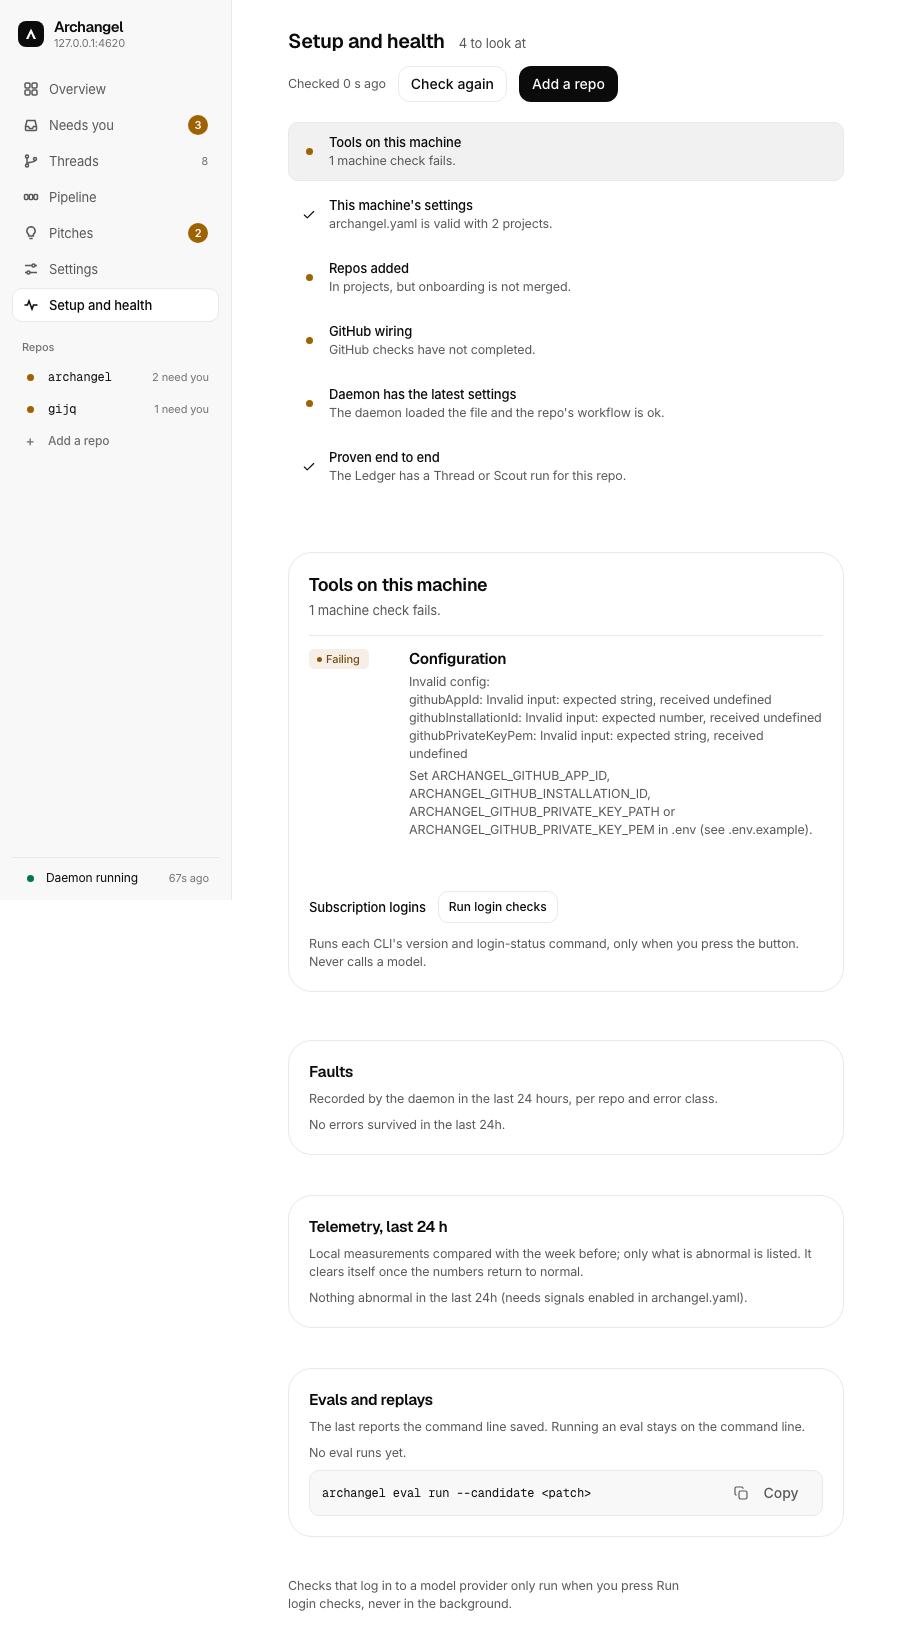 Archangel
127.0.0.1:4620
Overview
Needs you 3
Threads 8
Pipeline
Pitches 2
Settings
Setup and health
Repos
archangel 2 need you
gijq 1 need you
+ Add a repo
Daemon running 67s ago
Setup and health 4 to look at
Checked 0 s ago Check again Add a repo
Tools on this machine
1 machine check fails.
This machine's settings
archangel.yaml is valid with 2 projects.
Repos added
In projects, but onboarding is not merged.
GitHub wiring
GitHub checks have not completed.
Daemon has the latest settings
The daemon loaded the file and the repo's workflow is ok.
Proven end to end
The Ledger has a Thread or Scout run for this repo.
Tools on this machine
1 machine check fails.
Failing
Configuration
Invalid config:
githubAppId: Invalid input: expected string, received undefined
githubInstallationId: Invalid input: expected number, received undefined
githubPrivateKeyPem: Invalid input: expected string, received
undefined
Set ARCHANGEL_GITHUB_APP_ID,
ARCHANGEL_GITHUB_INSTALLATION_ID,
ARCHANGEL_GITHUB_PRIVATE_KEY_PATH or
ARCHANGEL_GITHUB_PRIVATE_KEY_PEM in .env (see .env.example).
Subscription logins Run login checks
Runs each CLI's version and login-status command, only when you press the button.
Never calls a model.
Faults
Recorded by the daemon in the last 24 hours, per repo and error class.
No errors survived in the last 24h.
Telemetry, last 24 h
Local measurements compared with the week before; only what is abnormal is listed. It
clears itself once the numbers return to normal.
Nothing abnormal in the last 24h (needs signals enabled in archangel.yaml).
Evals and replays
The last reports the command line saved. Running an eval stays on the command line.
No eval runs yet.
archangel eval run --candidate <patch> Copy
Checks that log in to a model provider only run when you press Run
login checks, never in the background.